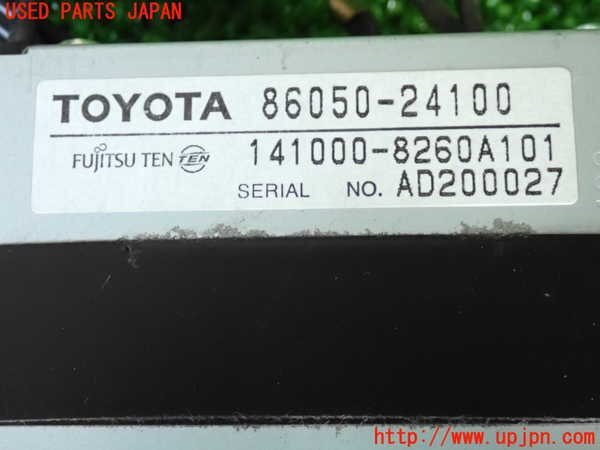 USED PARTS JAPAN
TOYOTA 86050-24100
FUJITSU TEN TEN 141000-8260A101
SERIAL NO. AD200027
http://www.upjpn.com